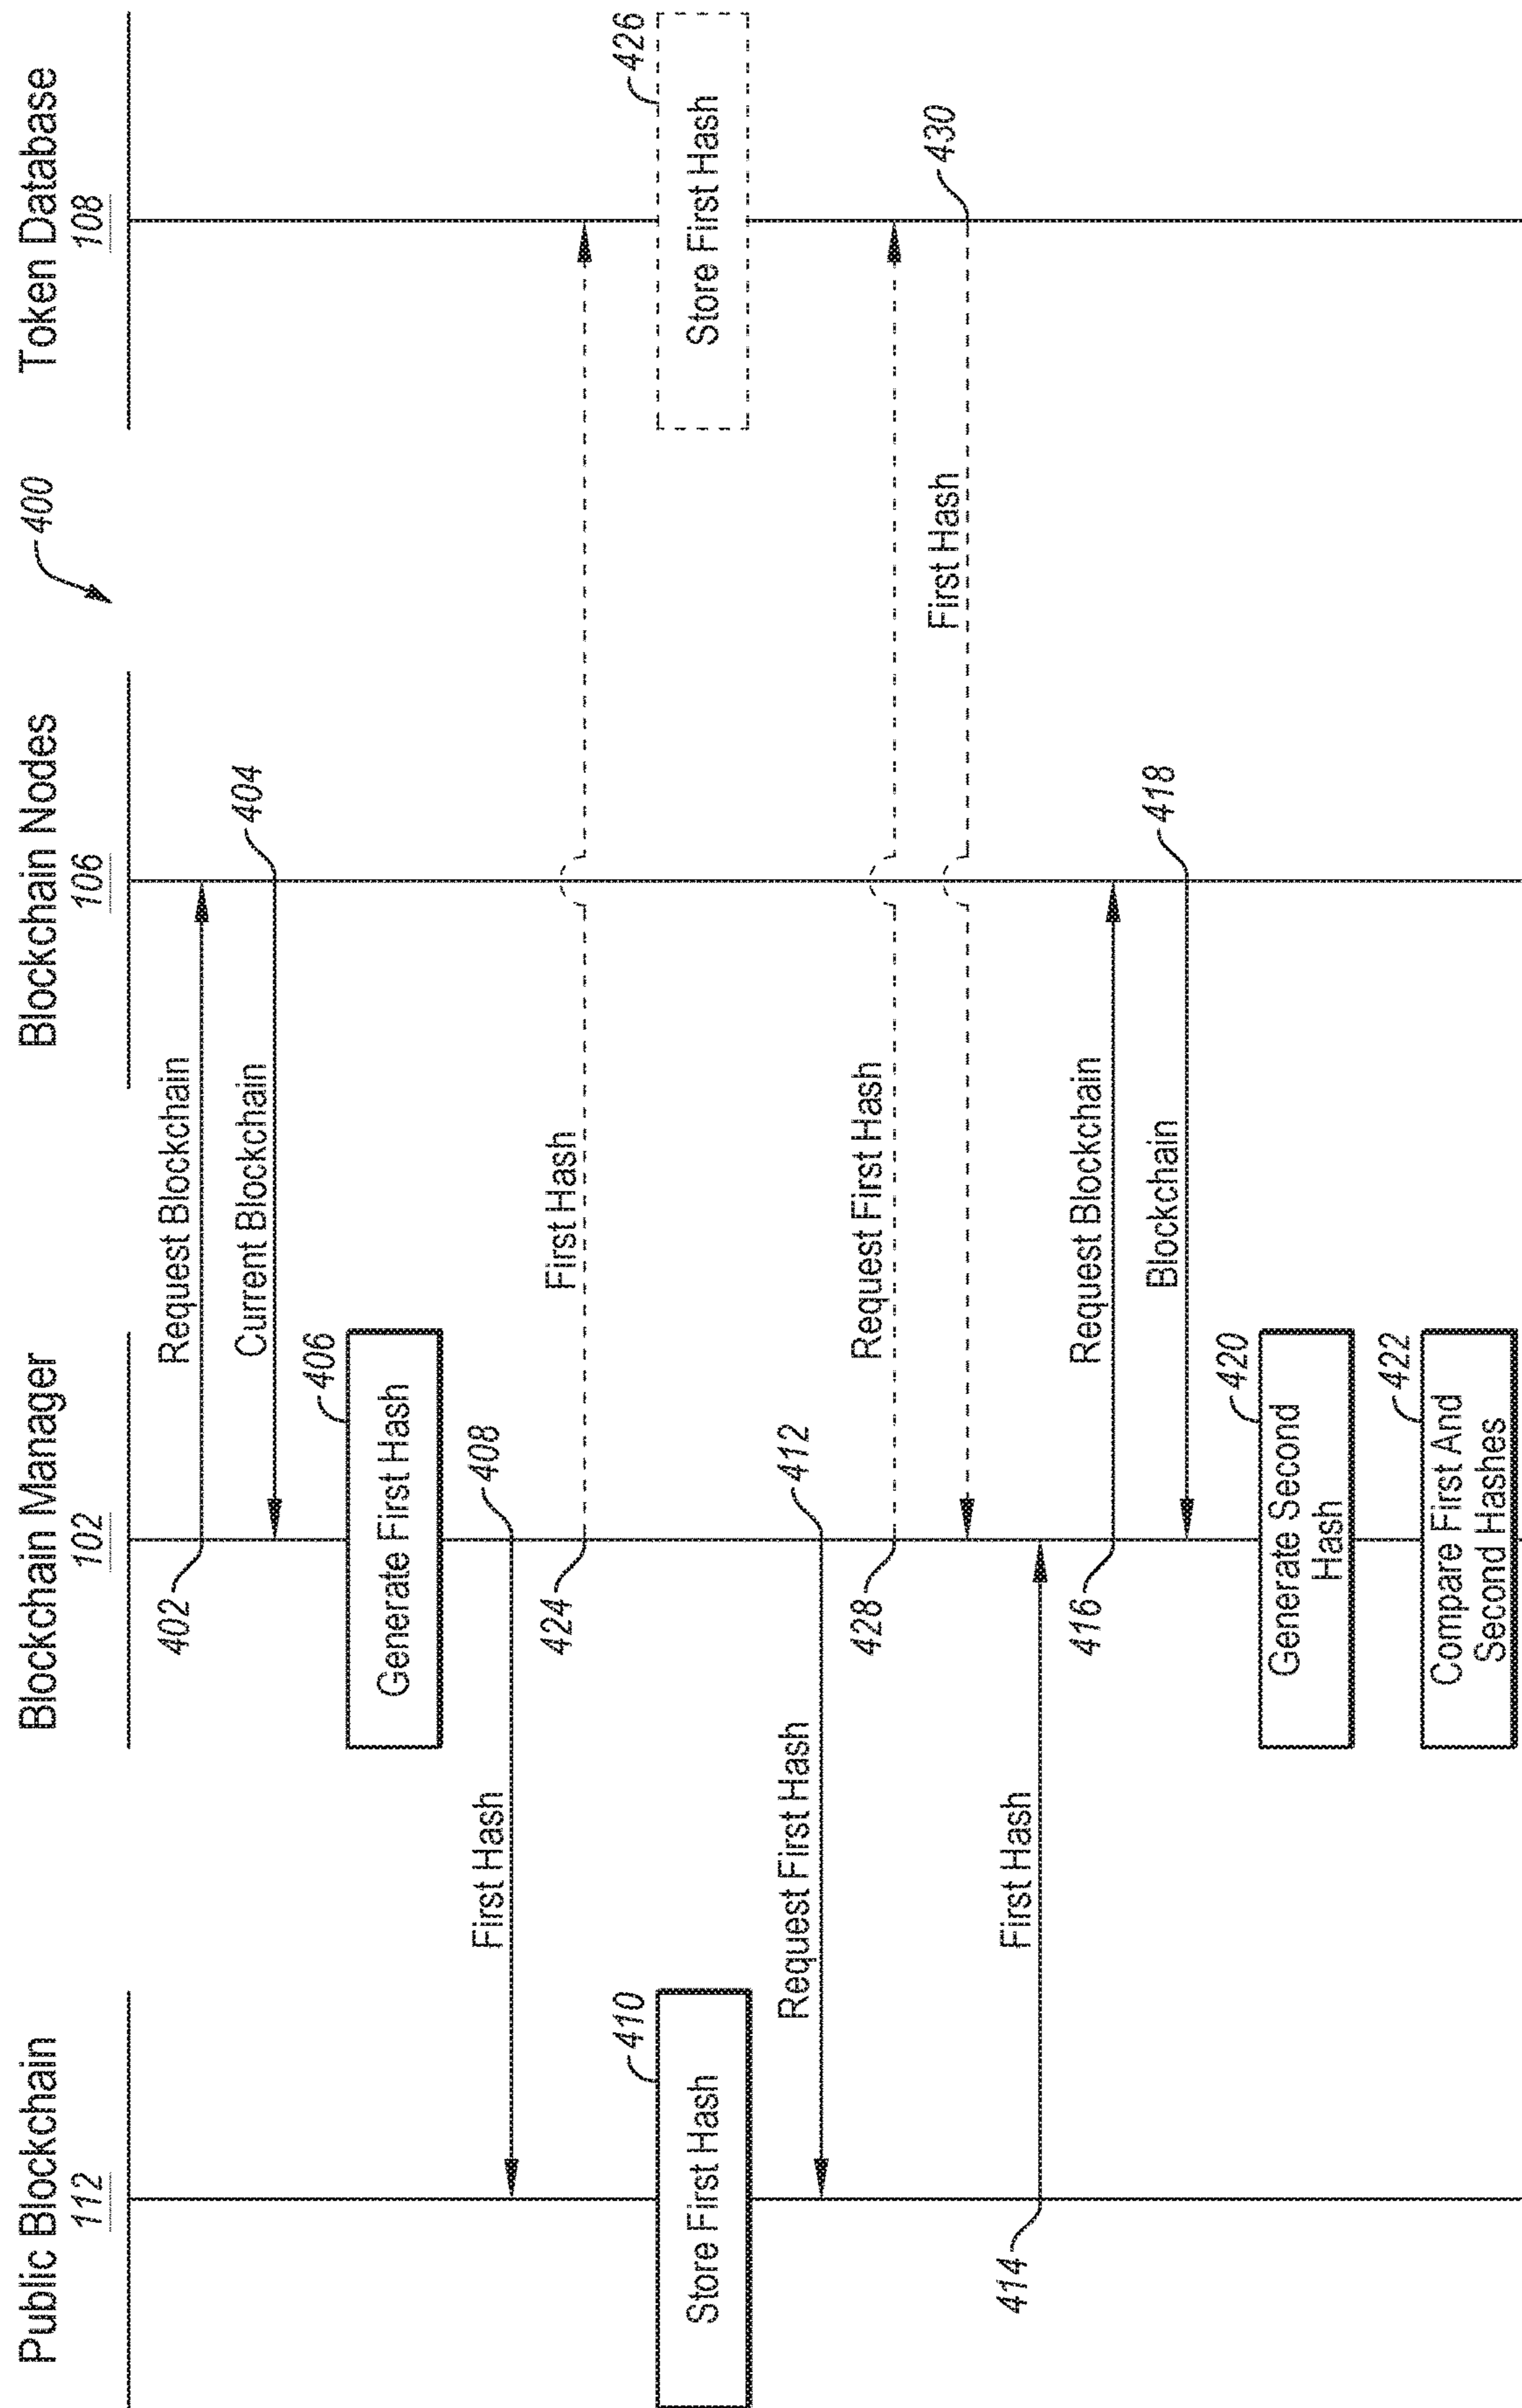 Public Blockchain
112
Blockchain Manager
102
Blockchain Nodes
106
400
Token Database
108
Request Blockchain
402
Current Blockchain
404
406
Generate First Hash
First Hash
408
First Hash
424
410
Store First Hash
426
Store First Hash
Request First Hash
412
Request First Hash
428
First Hash
430
First Hash
414
Request Blockchain
416
Blockchain
418
420
Generate Second
Hash
422
Compare First And
Second Hashes